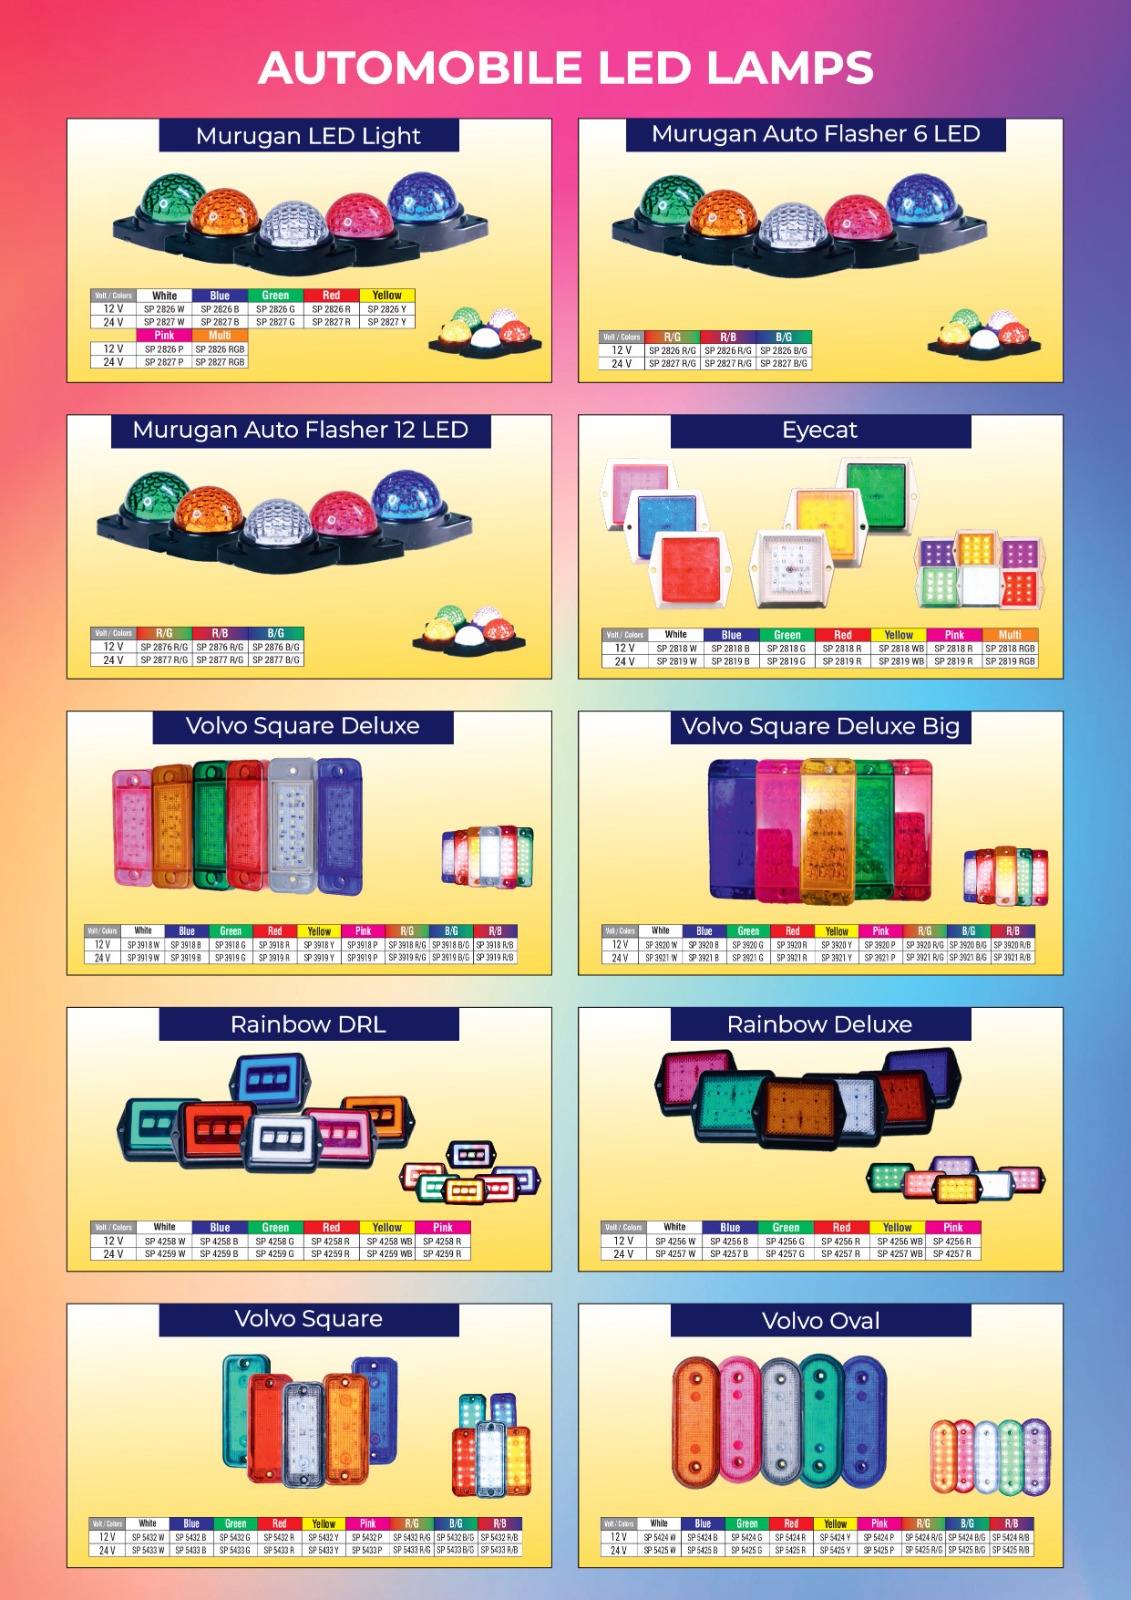 AUTOMOBILE LED LAMPS
Murugan LED Light
Volt / Colors White Blue Green Red Yellow
12 V SP 2826 W SP 2826 B SP 2826 G SP 2826 R SP 2826 Y
24 V SP 2827 W SP 2827 B SP 2827 G SP 2827 R SP 2827 Y
Pink Multi
12 V SP 2826 P SP 2826 RGB
24 V SP 2827 P SP 2827 RGB
Murugan Auto Flasher 6 LED
Volt / Colors R/G R/B B/G
12 V SP 2826 R/G SP 2826 R/G SP 2826 B/G
24 V SP 2827 R/G SP 2827 R/G SP 2827 B/G
Murugan Auto Flasher 12 LED
Volt / Colors R/G R/B B/G
12 V SP 2876 R/G SP 2876 R/G SP 2876 B/G
24 V SP 2877 R/G SP 2877 R/G SP 2877 B/G
Eyecat
Volt / Colors White Blue Green Red Yellow Pink Multi
12 V SP 2818 W SP 2818 B SP 2818 G SP 2818 R SP 2818 WB SP 2818 R SP 2818 RGB
24 V SP 2819 W SP 2819 B SP 2819 G SP 2819 R SP 2819 WB SP 2819 R SP 2819 RGB
Volvo Square Deluxe
Volt / Colors White Blue Green Red Yellow Pink R/G B/G R/B
12 V SP 3918 W SP 3918 B SP 3918 G SP 3918 R SP 3918 Y SP 3918 P SP 3918 R/G SP 3918 B/G SP 3918 R/B
24 V SP 3919 W SP 3919 B SP 3919 G SP 3919 R SP 3919 Y SP 3919 P SP 3919 R/G SP 3919 B/G SP 3919 R/B
Volvo Square Deluxe Big
Volt / Colors White Blue Green Red Yellow Pink R/G B/G R/B
12 V SP 3920 W SP 3920 B SP 3920 G SP 3920 R SP 3920 Y SP 3920 P SP 3920 R/G SP 3920 B/G SP 3920 R/B
24 V SP 3921 W SP 3921 B SP 3921 G SP 3921 R SP 3921 Y SP 3921 P SP 3921 R/G SP 3921 B/G SP 3921 R/B
Rainbow DRL
Volt / Colors White Blue Green Red Yellow Pink
12 V SP 4258 W SP 4258 B SP 4258 G SP 4258 R SP 4258 WB SP 4258 R
24 V SP 4259 W SP 4259 B SP 4259 G SP 4259 R SP 4259 WB SP 4259 R
Rainbow Deluxe
Volt / Colors White Blue Green Red Yellow Pink
12 V SP 4256 W SP 4256 B SP 4256 G SP 4256 R SP 4256 WB SP 4256 R
24 V SP 4257 W SP 4257 B SP 4257 G SP 4257 R SP 4257 WB SP 4257 R
Volvo Square
Volt / Colors White Blue Green Red Yellow Pink R/G B/G R/B
12 V SP 5432 W SP 5432 B SP 5432 G SP 5432 R SP 5432 Y SP 5432 P SP 5432 R/G SP 5432 B/G SP 5432 R/B
24 V SP 5433 W SP 5433 B SP 5433 G SP 5433 R SP 5433 Y SP 5433 P SP 5433 R/G SP 5433 B/G SP 5433 R/B
Volvo Oval
Volt / Colors White Blue Green Red Yellow Pink R/G B/G R/B
12 V SP 5424 W SP 5424 B SP 5424 G SP 5424 R SP 5424 Y SP 5424 P SP 5424 R/G SP 5424 B/G SP 5424 R/B
24 V SP 5425 W SP 5425 B SP 5425 G SP 5425 R SP 5425 Y SP 5425 P SP 5425 R/G SP 5425 B/G SP 5425 R/B